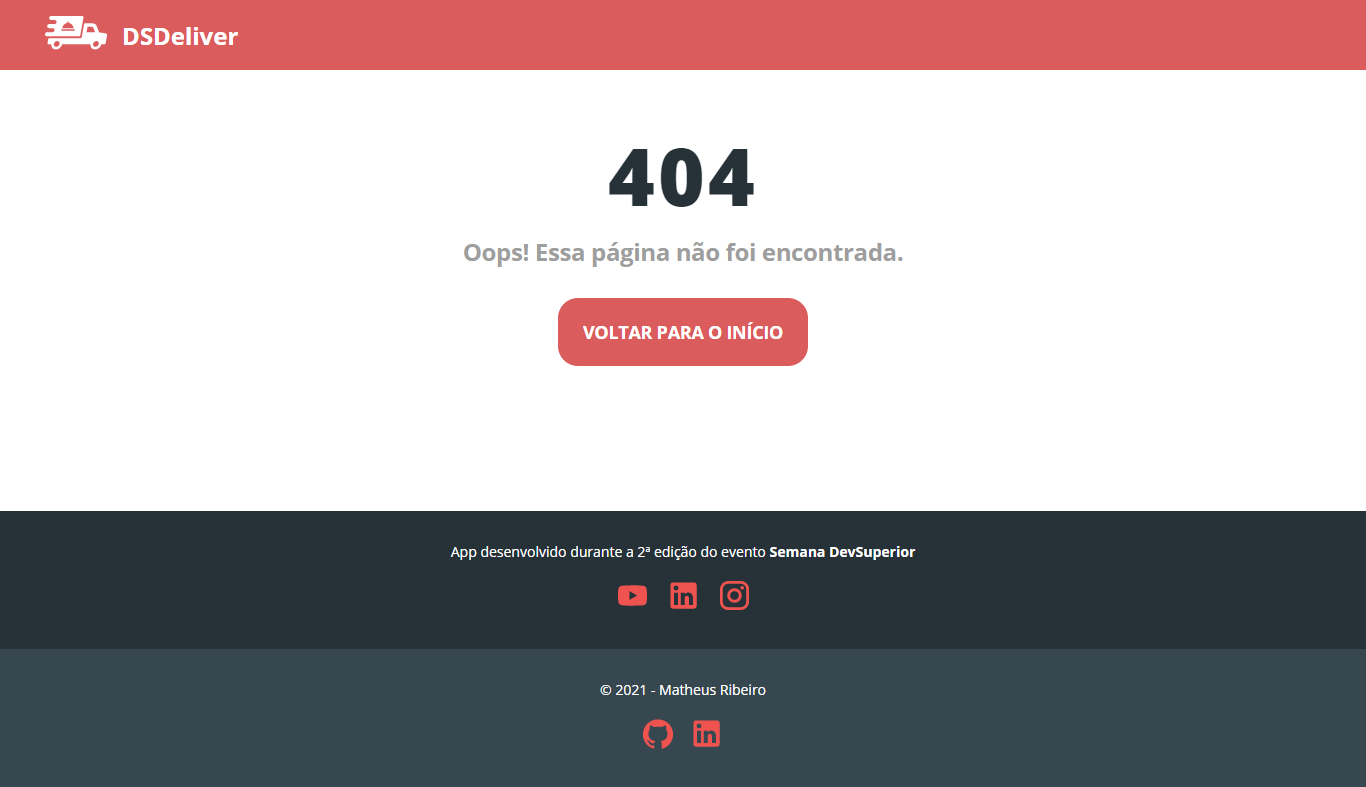 DSDeliver
404
Oops! Essa página não foi encontrada.
VOLTAR PARA O INÍCIO
App desenvolvido durante a 2ª edição do evento Semana DevSuperior
© 2021 - Matheus Ribeiro